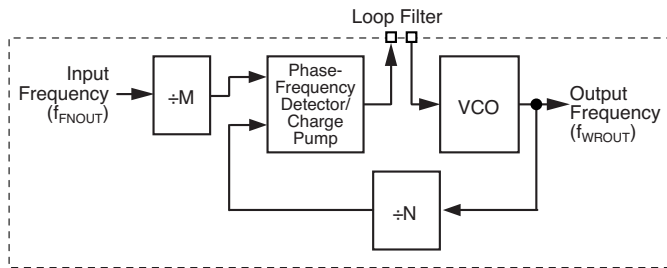 Loop Filter
Input
Frequency
(fFNOUT)
÷M
Phase-
Frequency
Detector/
Charge
Pump
VCO
Output
Frequency
(fWROUT)
÷N